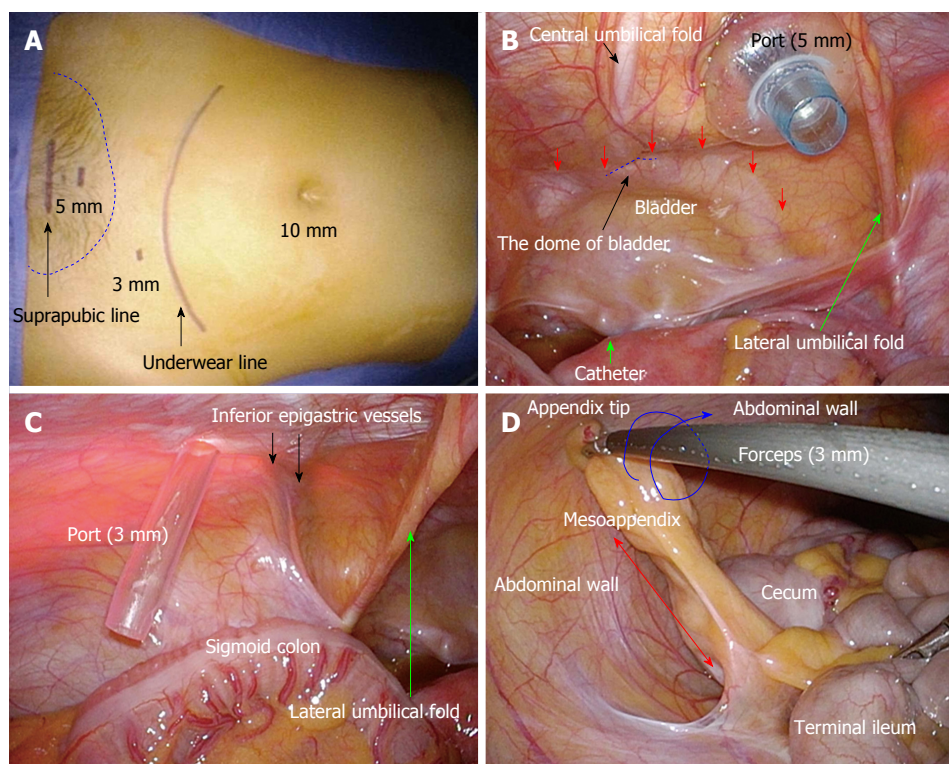 A
5 mm
3 mm
10 mm
Suprapubic line
Underwear line
B
Central umbilical fold
Port (5 mm)
Bladder
The dome of bladder
Lateral umbilical fold
Catheter
C
Inferior epigastric vessels
Port (3 mm)
Sigmoid colon
Lateral umbilical fold
D
Appendix tip
Abdominal wall
Forceps (3 mm)
Mesoappendix
Abdominal wall
Cecum
Terminal ileum